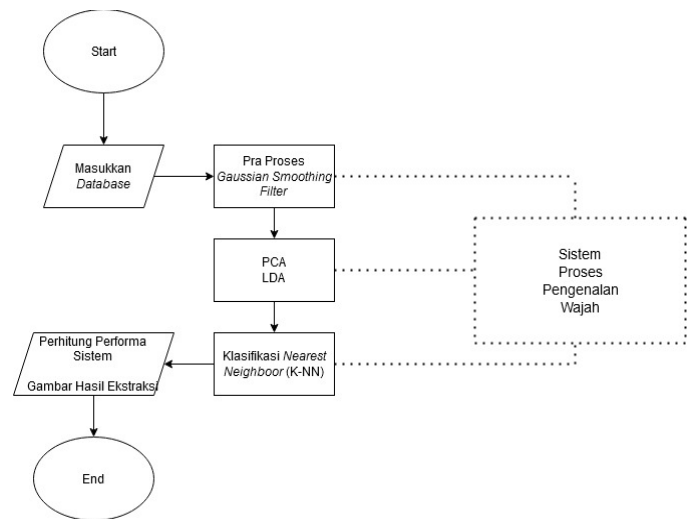 Start
Masukkan
Database
Pra Proses
Gaussian Smoothing
Filter
PCA
LDA
Sistem
Proses
Pengenalan
Wajah
Klasifikasi Nearest
Neighboor (K-NN)
Perhitung Performa
Sistem
Gambar Hasil Ekstraksi
End